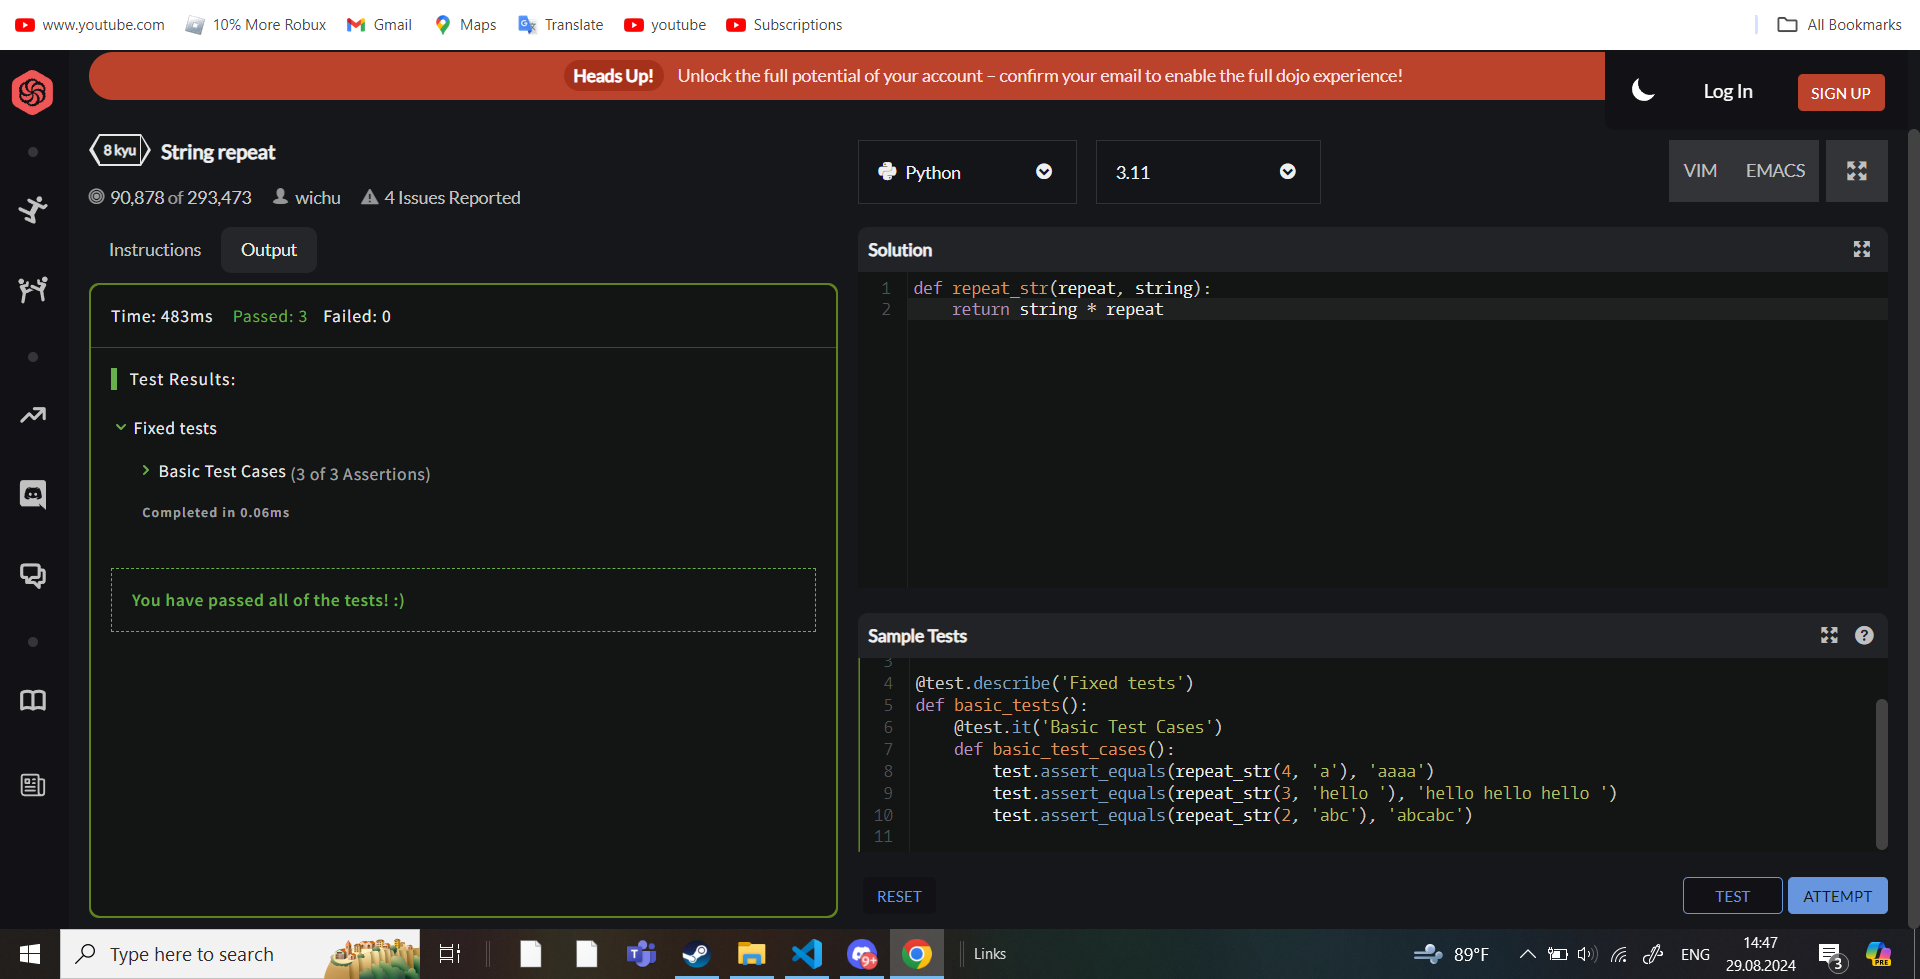 www.youtube.com 10% More Robux Gmail Maps Translate youtube Subscriptions All Bookmarks
Heads Up! Unlock the full potential of your account – confirm your email to enable the full dojo experience!
Log In SIGN UP
8 kyu String repeat
90,878 of 293,473 wichu 4 Issues Reported
Python 3.11 VIM EMACS
Instructions Output
Time: 483ms Passed: 3 Failed: 0
Test Results:
Fixed tests
Basic Test Cases (3 of 3 Assertions)
Completed in 0.06ms
You have passed all of the tests! :)
Solution
1 def repeat_str(repeat, string):
2     return string * repeat
Sample Tests
3
4 @test.describe('Fixed tests')
5 def basic_tests():
6     @test.it('Basic Test Cases')
7     def basic_test_cases():
8         test.assert_equals(repeat_str(4, 'a'), 'aaaa')
9         test.assert_equals(repeat_str(3, 'hello '), 'hello hello hello ')
10         test.assert_equals(repeat_str(2, 'abc'), 'abcabc')
11
RESET TEST ATTEMPT
Type here to search 9+ Links 89°F ENG 14:47 3 PRE
29.08.2024